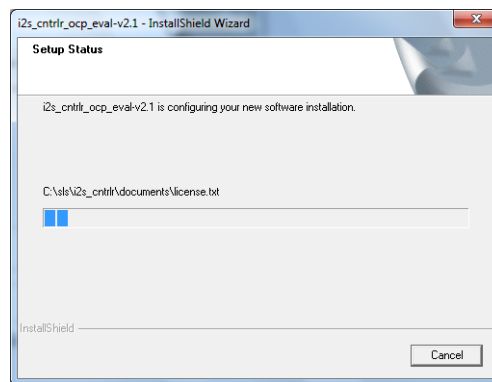 i2s_cntrlr_ocp_eval-v2.1 - InstallShield Wizard
Setup Status
i2s_cntrlr_ocp_eval-v2.1 is configuring your new software installation.
C:\sls\i2s_cntrlr\documents\license.txt
InstallShield
Cancel